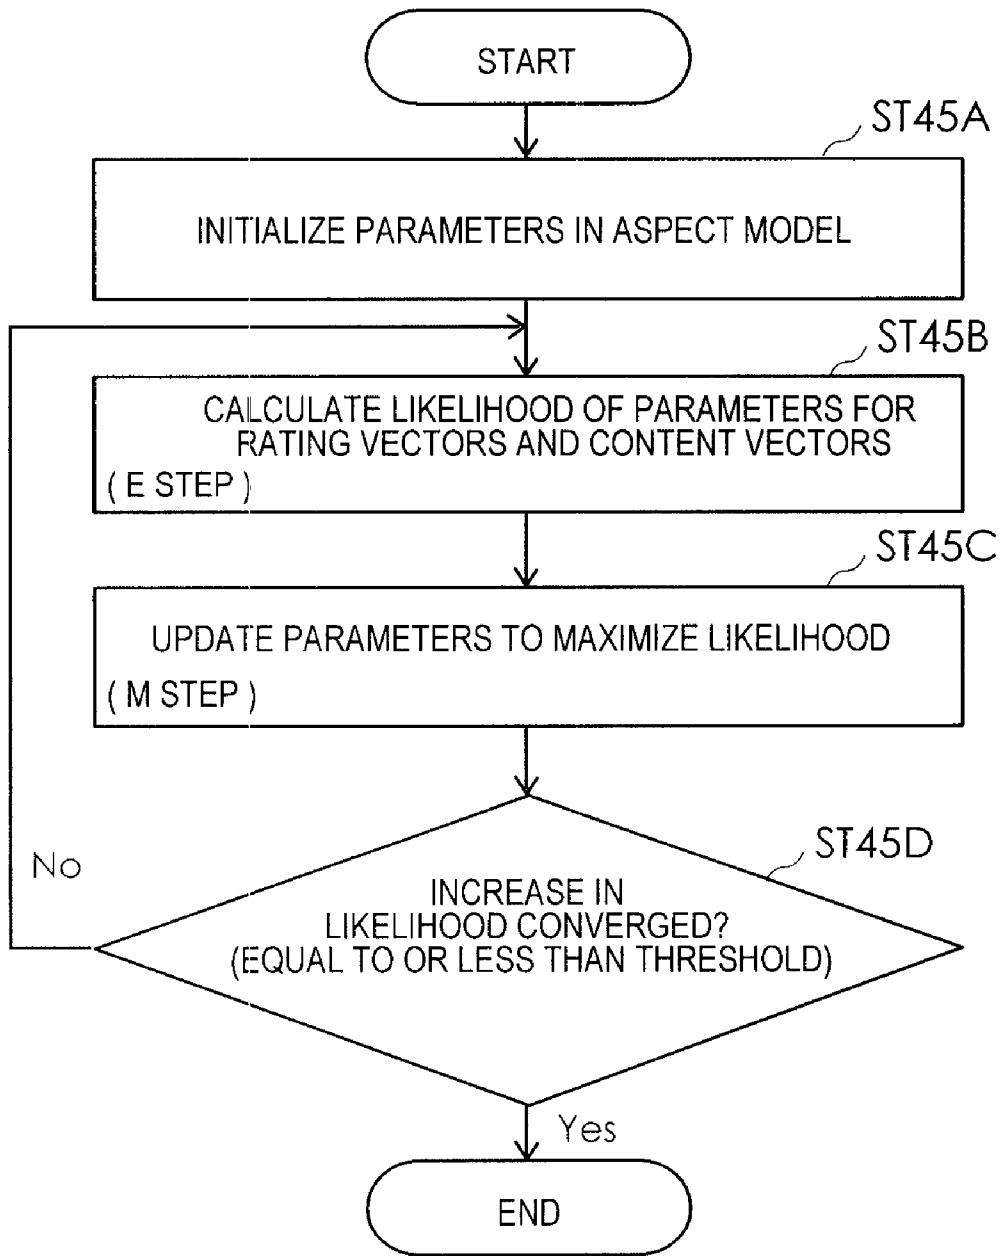 START
ST45A
INITIALIZE PARAMETERS IN ASPECT MODEL
ST45B
CALCULATE LIKELIHOOD OF PARAMETERS FOR
RATING VECTORS AND CONTENT VECTORS
( E STEP )
ST45C
UPDATE PARAMETERS TO MAXIMIZE LIKELIHOOD
( M STEP )
ST45D
No
INCREASE IN
LIKELIHOOD CONVERGED?
(EQUAL TO OR LESS THAN THRESHOLD)
Yes
END